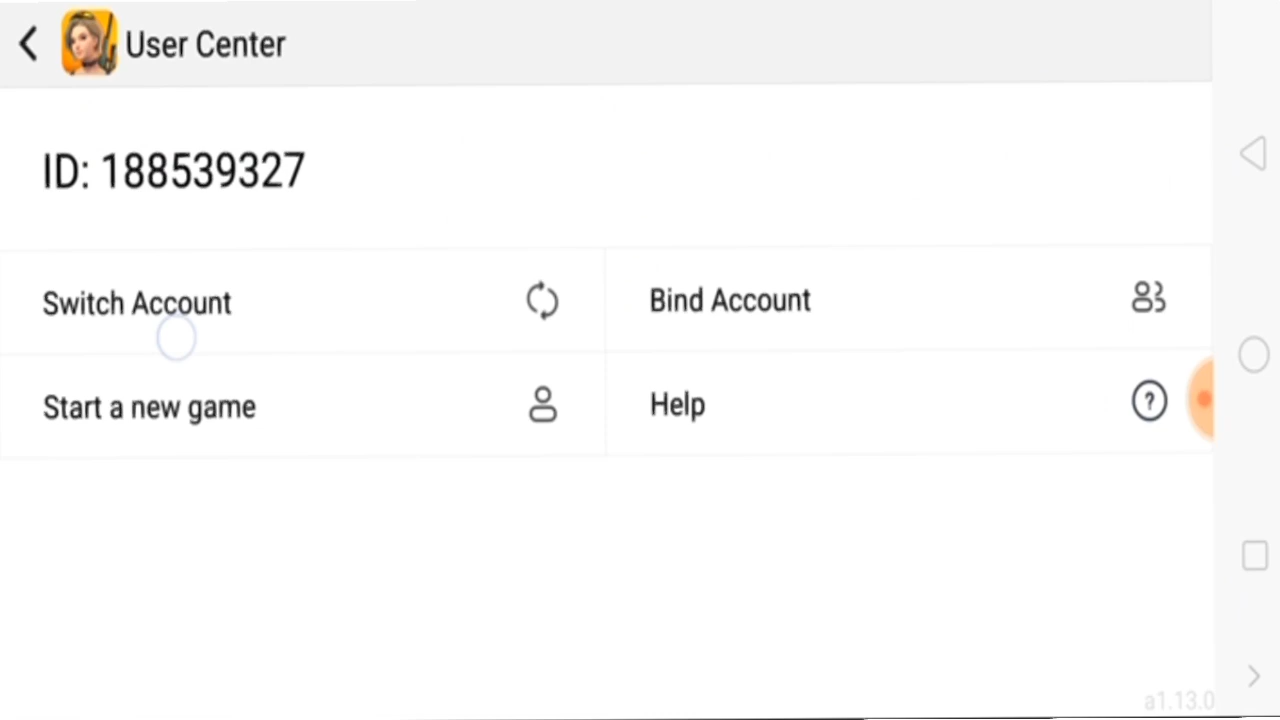 User Center
ID: 188539327
Switch Account
Bind Account
Start a new game
Help
?
a1.13.0